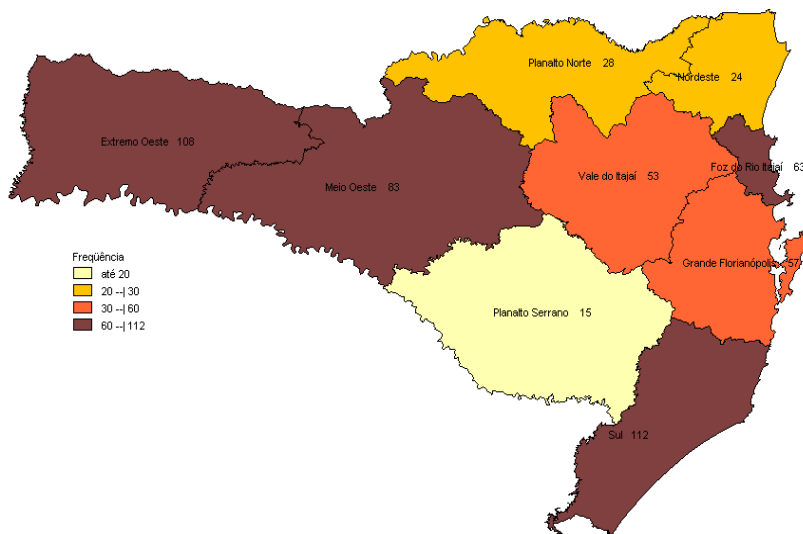 Planalto Norte 28
Nordeste 24
Extremo Oeste 108
Foz do Rio Itajaí 63
Vale do Itajaí 53
Meio Oeste 83
Grande Florianópolis 57
Freqüência
até 20
20 --| 30
30 --| 60
60 --| 112
Planalto Serrano 15
Sul 112